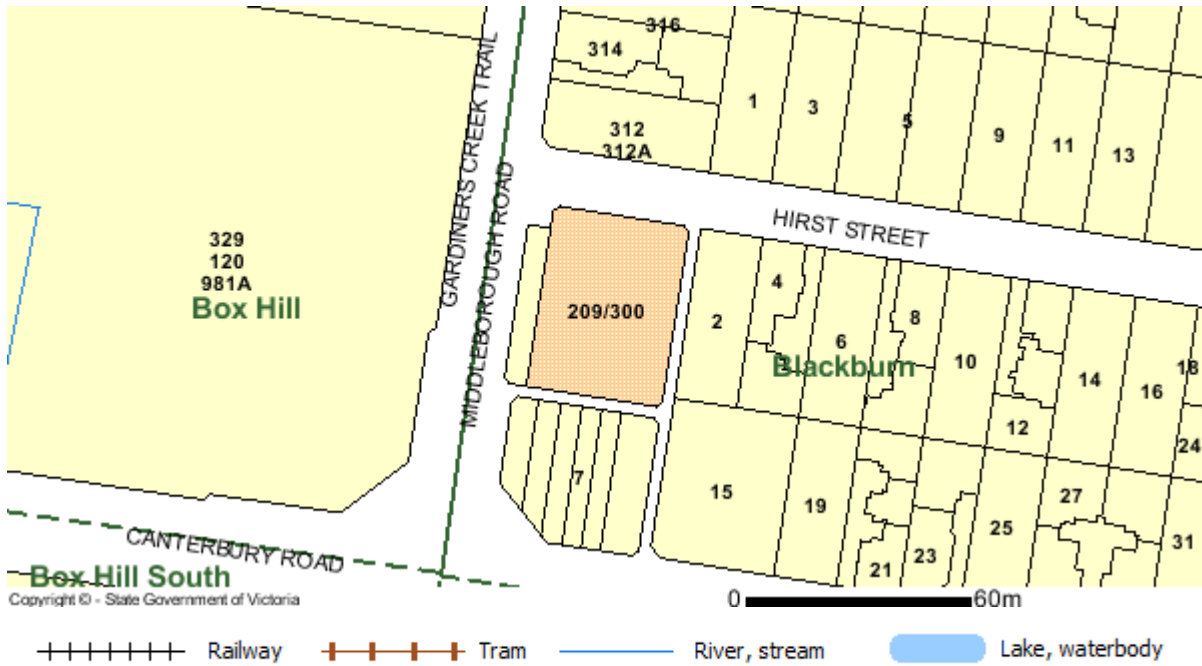 316
314
312
312A
1
3
5
9
11
13
GARDINERS CREEK TRAIL
MIDDLEBOROUGH ROAD
HIRST STREET
329
120
981A
Box Hill
209/300
2
4
6
8
10
14
16
18
Blackburn
12
24
7
15
19
21
23
25
27
31
CANTERBURY ROAD
Box Hill South
Copyright © - State Government of Victoria
0 60m
Railway Tram River, stream Lake, waterbody